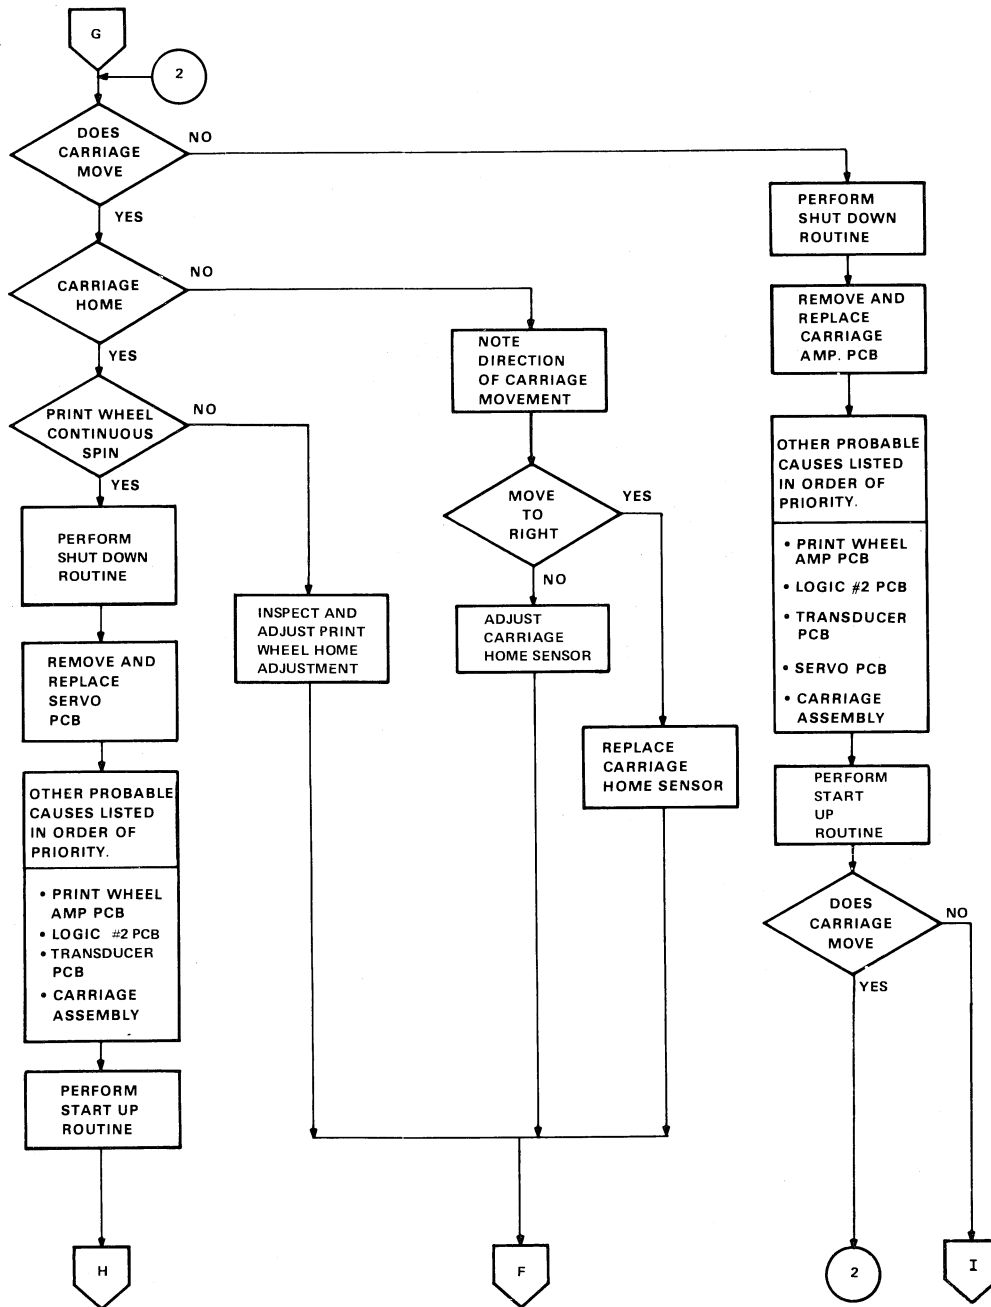 G
2
DOES
CARRIAGE
MOVE
NO
YES
CARRIAGE
HOME
NO
YES
PRINT WHEEL
CONTINUOUS
SPIN
NO
YES
PERFORM
SHUT DOWN
ROUTINE
REMOVE AND
REPLACE
SERVO
PCB
OTHER PROBABLE
CAUSES LISTED
IN ORDER OF
PRIORITY.
• PRINT WHEEL
AMP PCB
• LOGIC #2 PCB
• TRANSDUCER
PCB
• CARRIAGE
ASSEMBLY
PERFORM
START UP
ROUTINE
H
INSPECT AND
ADJUST PRINT
WHEEL HOME
ADJUSTMENT
NOTE
DIRECTION
OF CARRIAGE
MOVEMENT
MOVE
TO
RIGHT
YES
NO
ADJUST
CARRIAGE
HOME SENSOR
REPLACE
CARRIAGE
HOME SENSOR
F
PERFORM
SHUT DOWN
ROUTINE
REMOVE AND
REPLACE
CARRIAGE
AMP. PCB
OTHER PROBABLE
CAUSES LISTED
IN ORDER OF
PRIORITY.
• PRINT WHEEL
AMP PCB
• LOGIC #2 PCB
• TRANSDUCER
PCB
• SERVO PCB
• CARRIAGE
ASSEMBLY
PERFORM
START
UP
ROUTINE
DOES
CARRIAGE
MOVE
NO
YES
2
I